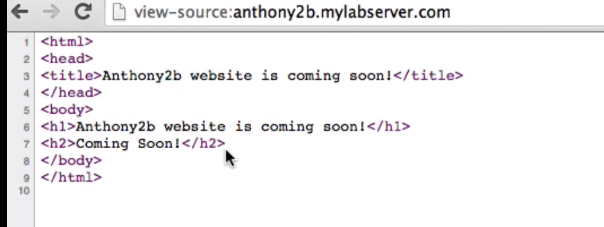 view-source:anthony2b.mylabserver.com
1 <html>
2 <head>
3 <title>Anthony2b website is coming soon!</title>
4 </head>
5 <body>
6 <h1>Anthony2b website is coming soon!</h1>
7 <h2>Coming Soon!</h2>
8 </body>
9 </html>
10